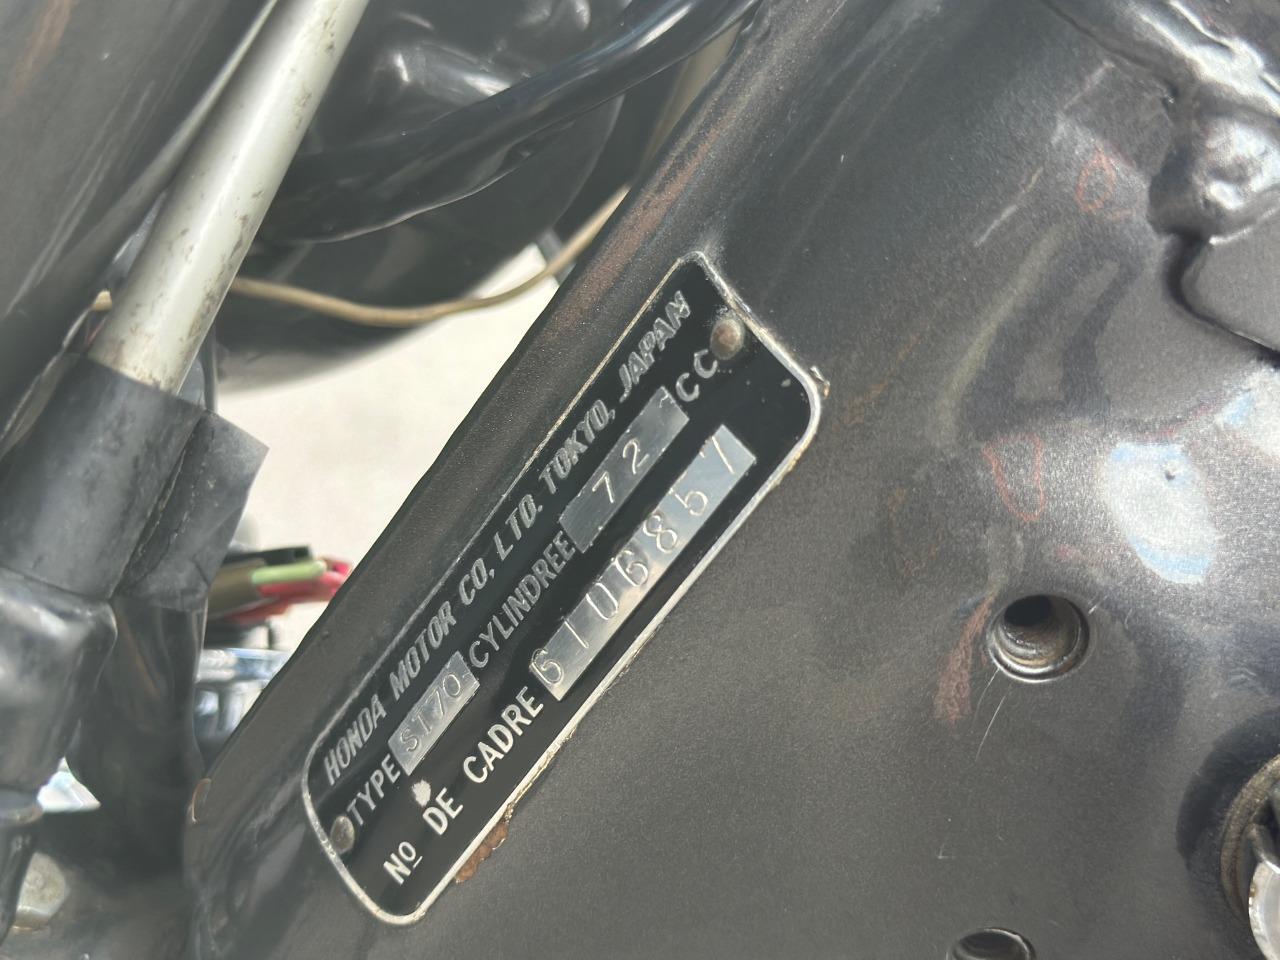 HONDA MOTOR CO., LTD. TOKYO, JAPAN
TYPE ST70 CYLINDREE 72 CC
No DE CADRE 6106857